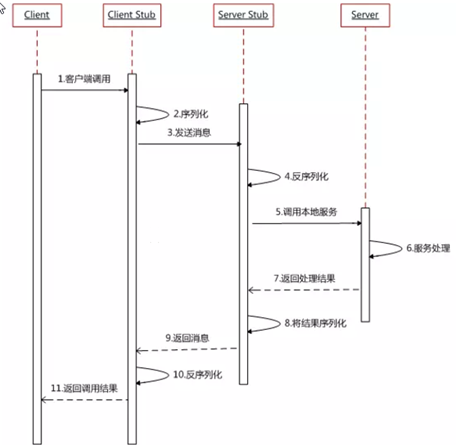 Client Client Stub Server Stub Server
1.客户端调用
2.序列化
3.发送消息
4.反序列化
5.调用本地服务
6.服务处理
7.返回处理结果
8.将结果序列化
9.返回消息
10.反序列化
11.返回调用结果